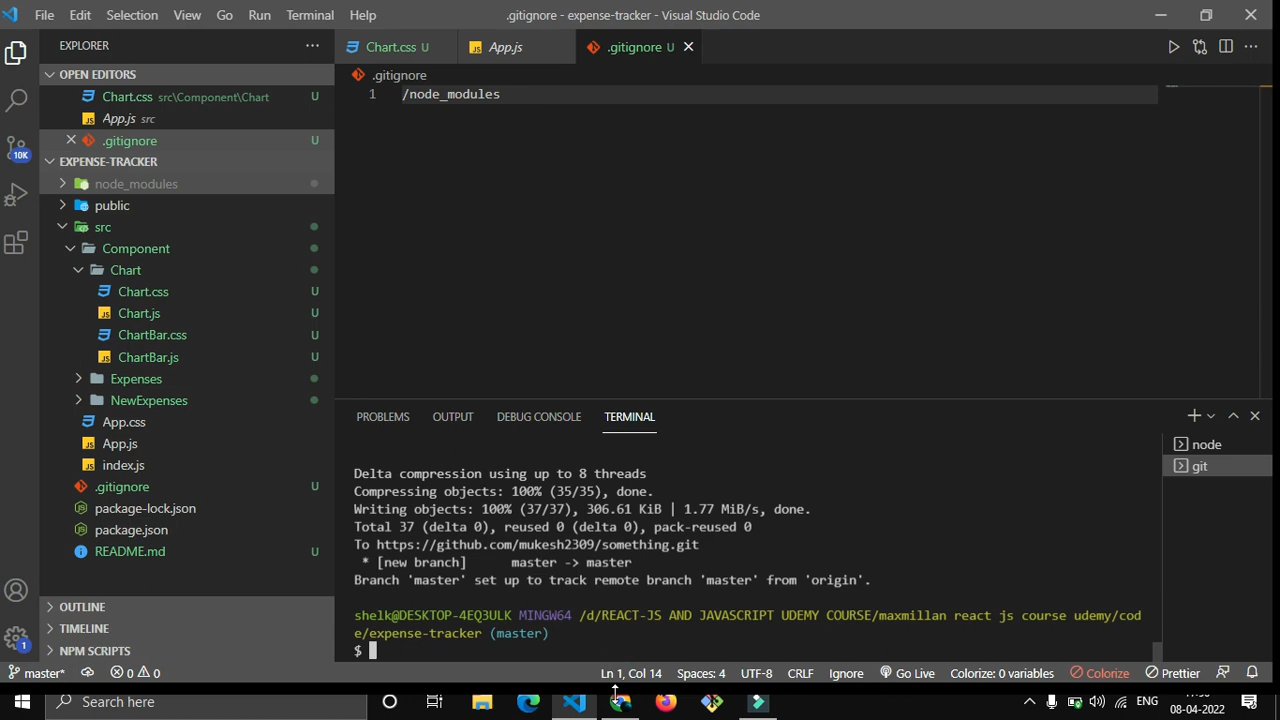 File Edit Selection View Go Run Terminal Help
.gitignore - expense-tracker - Visual Studio Code
EXPLORER
OPEN EDITORS
Chart.css src\Component\Chart U
App.js src
.gitignore U
EXPENSE-TRACKER
node_modules
public
src
Component
Chart
Chart.css U
Chart.js U
ChartBar.css U
ChartBar.js U
Expenses
NewExpenses
App.css
App.js
index.js
.gitignore U
package-lock.json
package.json
README.md U
OUTLINE
TIMELINE
NPM SCRIPTS
10K
1
Chart.css U
App.js
.gitignore U
.gitignore
1 /node_modules
PROBLEMS OUTPUT DEBUG CONSOLE TERMINAL
node
git
Delta compression using up to 8 threads
Compressing objects: 100% (35/35), done.
Writing objects: 100% (37/37), 306.61 KiB | 1.77 MiB/s, done.
Total 37 (delta 0), reused 0 (delta 0), pack-reused 0
To https://github.com/mukesh2309/something.git
* [new branch] master -> master
Branch 'master' set up to track remote branch 'master' from 'origin'.
shelk@DESKTOP-4EQ3ULK MINGW64 /d/REACT-JS AND JAVASCRIPT UDEMY COURSE/maxmillan react js course udemy/cod
e/expense-tracker (master)
$
master* 0 0 Ln 1, Col 14 Spaces: 4 UTF-8 CRLF Ignore Go Live Colorize: 0 variables Colorize Prettier
Search here
ENG
08-04-2022